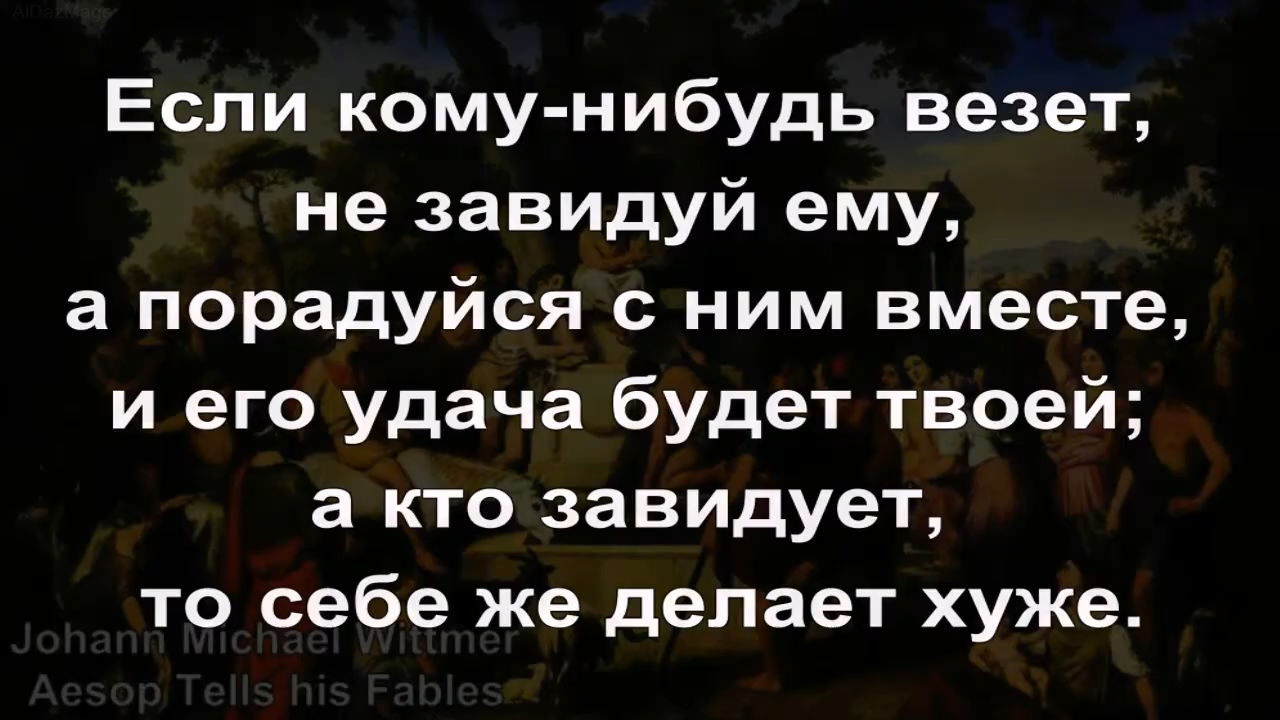 Если кому-нибудь везет,
не завидуй ему,
а порадуйся с ним вместе,
и его удача будет твоей;
а кто завидует,
то себе же делает хуже.
Johann Michael Wittmer
Aesop Tells his Fables